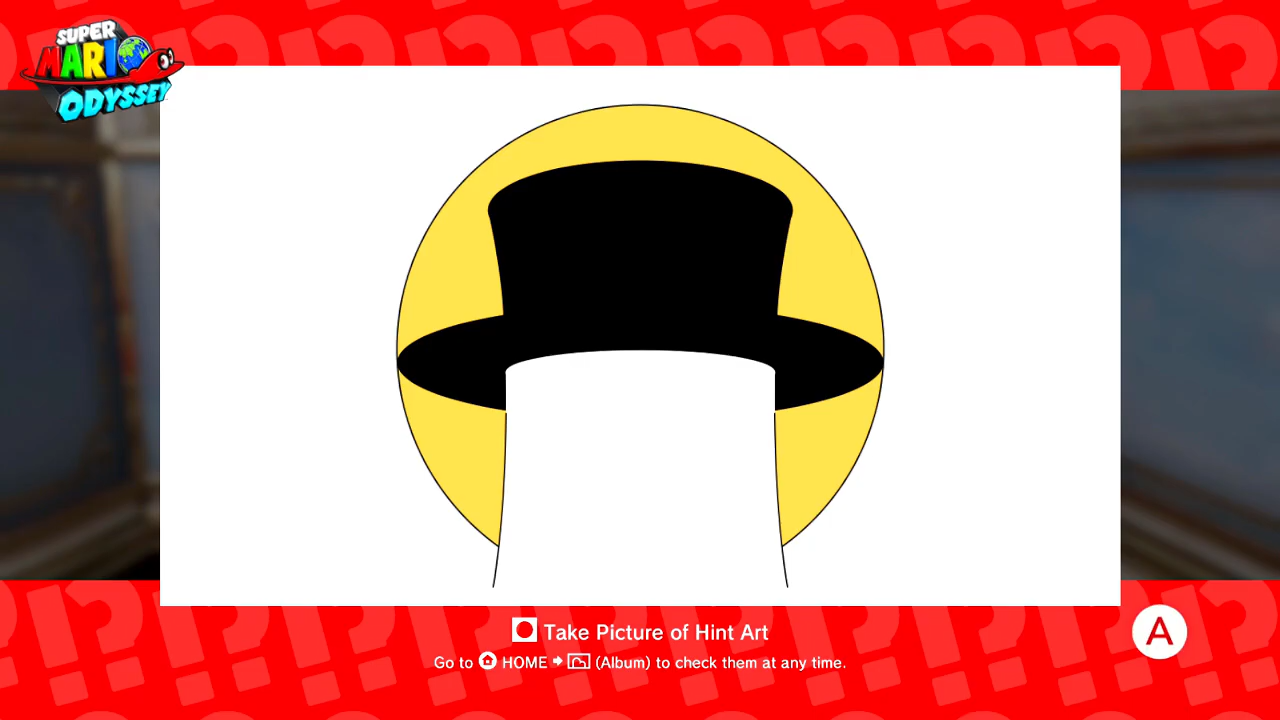 SUPER
MARIO
ODYSSEY
Take Picture of Hint Art
Go to HOME (Album) to check them at any time.
A